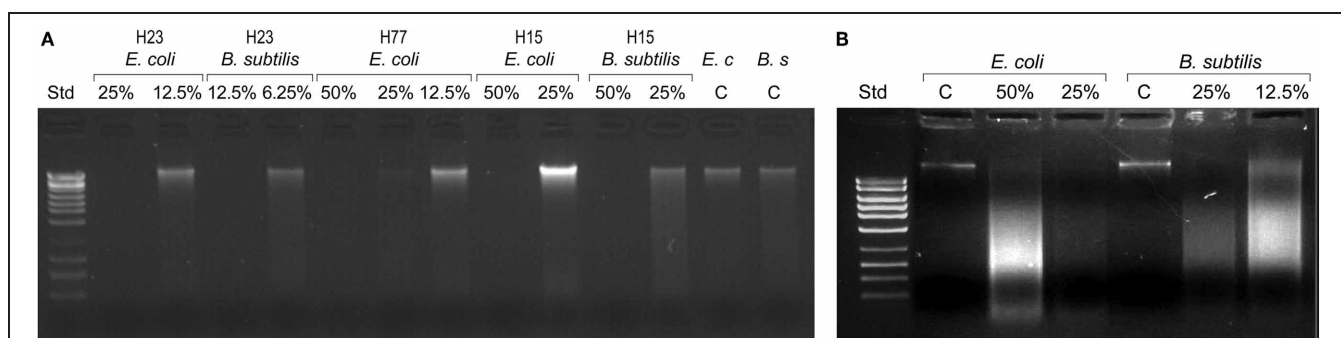 A H23 H23 H77 H15 H15
E. coli B. subtilis E. coli E. coli B. subtilis E. c B. s
Std 25% 12.5% 12.5% 6.25% 50% 25% 12.5% 50% 25% 50% 25% C C
B
E. coli B. subtilis
Std C 50% 25% C 25% 12.5%